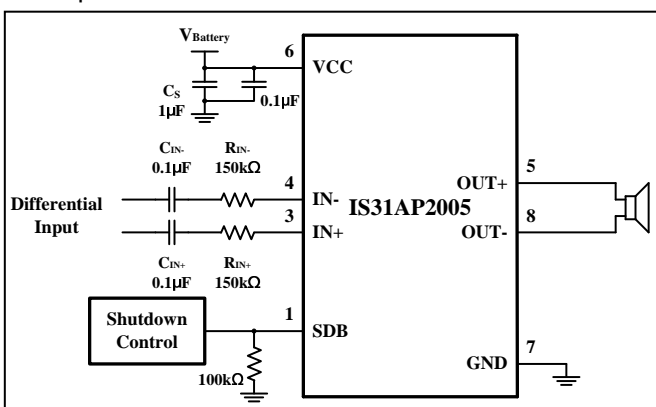 VBattery
6
VCC
CS
1µF
0.1µF
CIN-
0.1µF
RIN-
150kΩ
4
IN-
Differential
Input
3
IN+
CIN+
0.1µF
RIN+
150kΩ
IS31AP2005
5
OUT+
8
OUT-
Shutdown
Control
1
SDB
100kΩ
7
GND